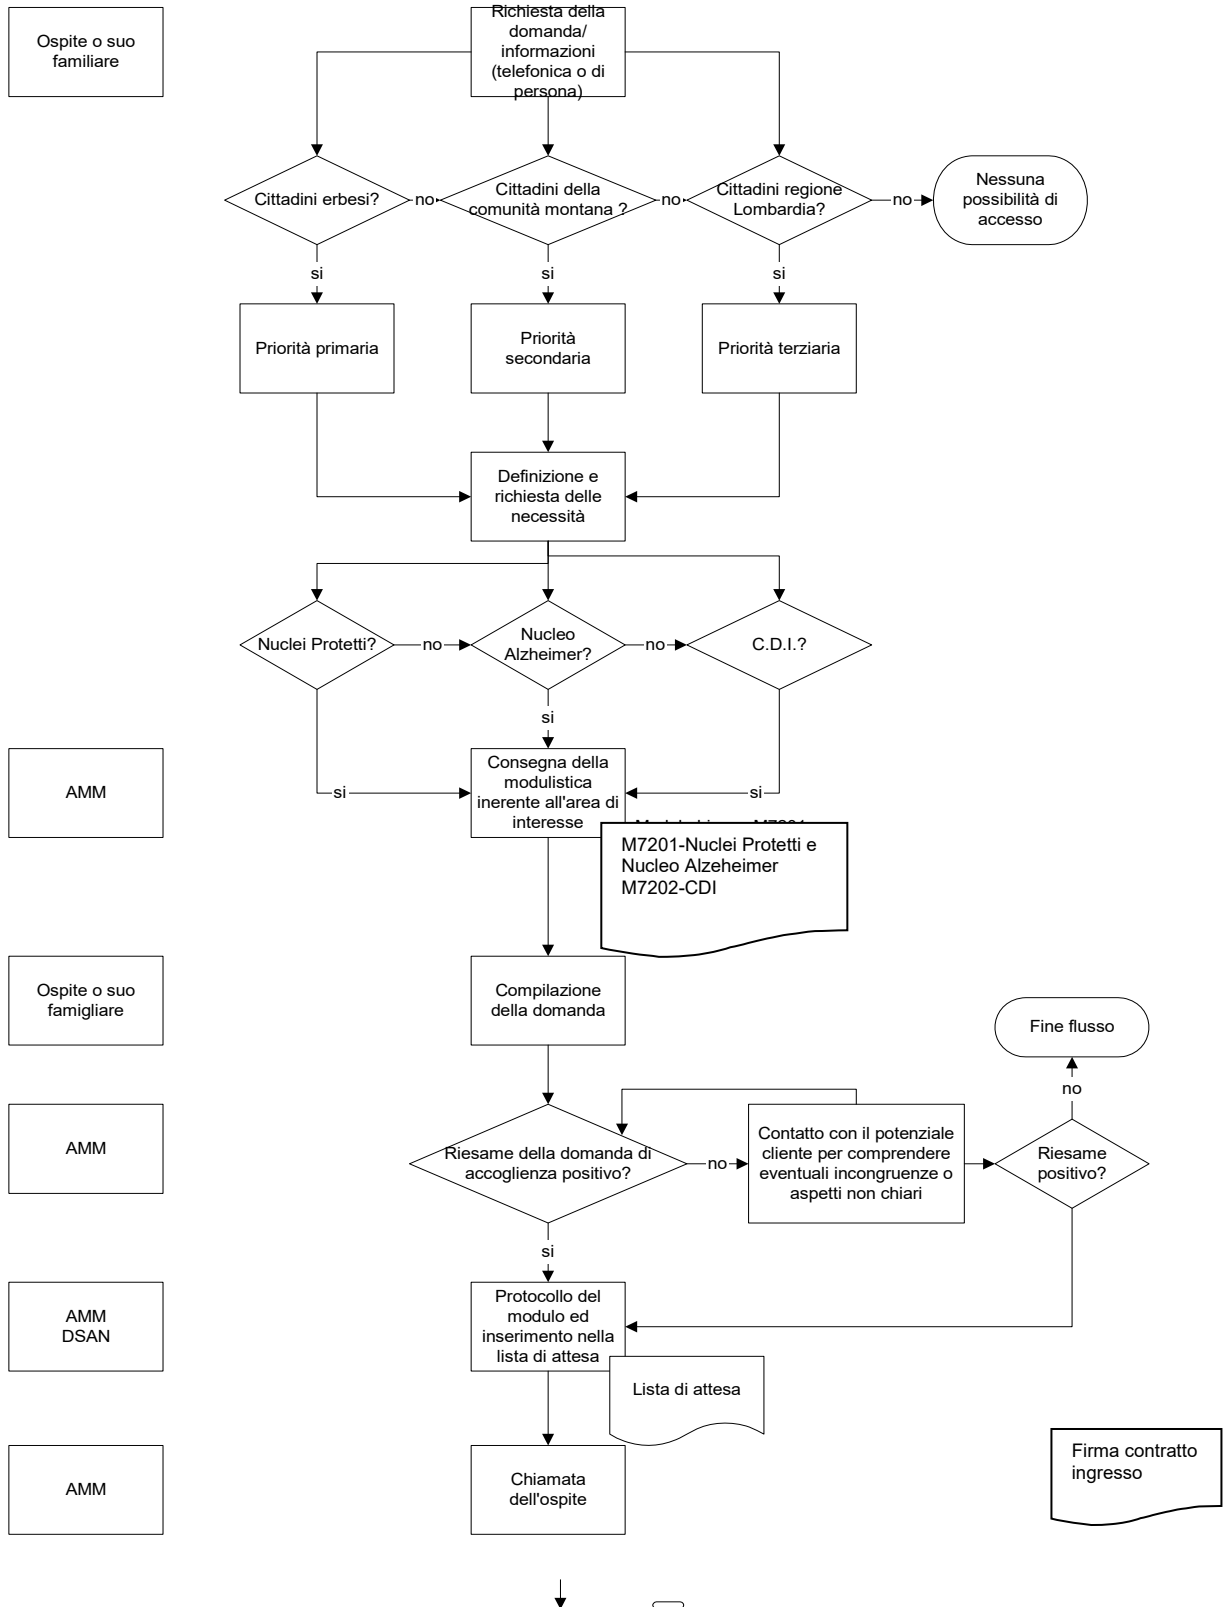 Ospite o suo
familiare
Richiesta della
domanda/
informazioni
(telefonica o di
persona)
Cittadini erbesi?
no
Cittadini della
comunità montana ?
no
Cittadini regione
Lombardia?
no
Nessuna
possibilità di
accesso
si
si
si
Priorità primaria
Priorità
secondaria
Priorità terziaria
Definizione e
richiesta delle
necessità
Nuclei Protetti?
no
Nucleo
Alzheimer?
no
C.D.I.?
si
AMM
si
Consegna della
modulistica
inerente all'area di
interesse
si
M7201-Nuclei Protetti e
Nucleo Alzeheimer
M7202-CDI
Ospite o suo
famigliare
Compilazione
della domanda
Fine flusso
no
AMM
Riesame della domanda di
accoglienza positivo?
no
Contatto con il potenziale
cliente per comprendere
eventuali incongruenze o
aspetti non chiari
Riesame
positivo?
si
AMM
DSAN
Protocollo del
modulo ed
inserimento nella
lista di attesa
Lista di attesa
AMM
Chiamata
dell'ospite
Firma contratto
ingresso